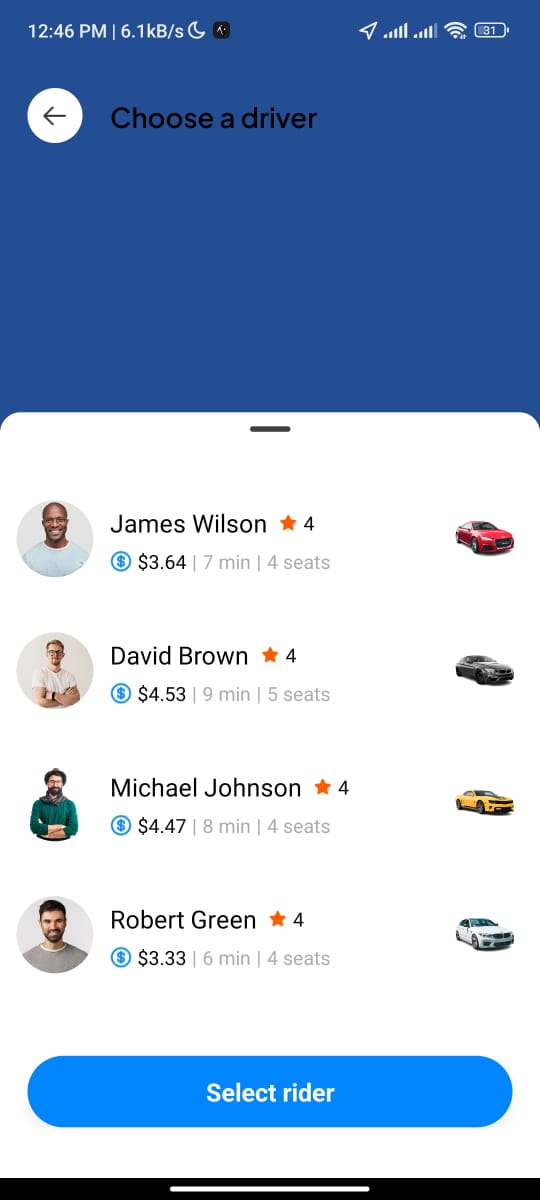 12:46 PM | 6.1kB/s 31
Choose a driver
James Wilson 4
$3.64 | 7 min | 4 seats
David Brown 4
$4.53 | 9 min | 5 seats
Michael Johnson 4
$4.47 | 8 min | 4 seats
Robert Green 4
$3.33 | 6 min | 4 seats
Select rider